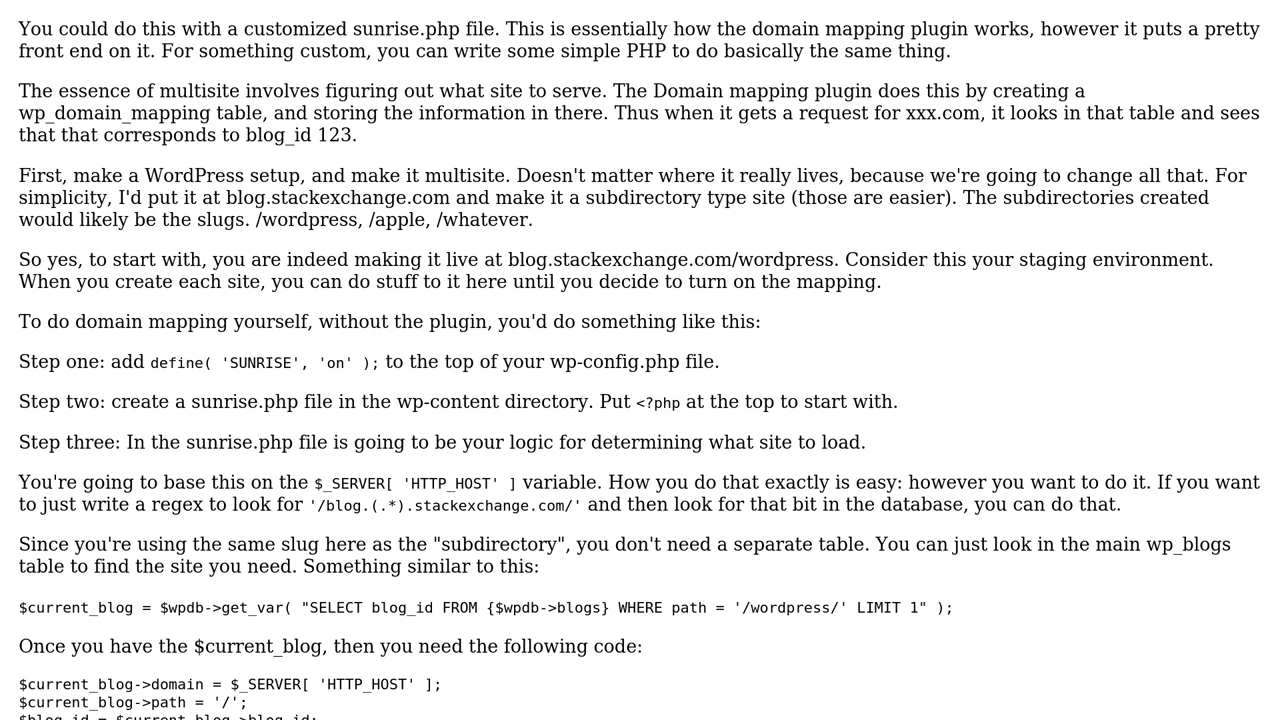 You could do this with a customized sunrise.php file. This is essentially how the domain mapping plugin works, however it puts a pretty
front end on it. For something custom, you can write some simple PHP to do basically the same thing.
The essence of multisite involves figuring out what site to serve. The Domain mapping plugin does this by creating a
wp_domain_mapping table, and storing the information in there. Thus when it gets a request for xxx.com, it looks in that table and sees
that that corresponds to blog_id 123.
First, make a WordPress setup, and make it multisite. Doesn't matter where it really lives, because we're going to change all that. For
simplicity, I'd put it at blog.stackexchange.com and make it a subdirectory type site (those are easier). The subdirectories created
would likely be the slugs. /wordpress, /apple, /whatever.
So yes, to start with, you are indeed making it live at blog.stackexchange.com/wordpress. Consider this your staging environment.
When you create each site, you can do stuff to it here until you decide to turn on the mapping.
To do domain mapping yourself, without the plugin, you'd do something like this:
Step one: add define( 'SUNRISE', 'on' ); to the top of your wp-config.php file.
Step two: create a sunrise.php file in the wp-content directory. Put <?php at the top to start with.
Step three: In the sunrise.php file is going to be your logic for determining what site to load.
You're going to base this on the $_SERVER[ 'HTTP_HOST' ] variable. How you do that exactly is easy: however you want to do it. If you want
to just write a regex to look for '/blog.(.*).stackexchange.com/' and then look for that bit in the database, you can do that.
Since you're using the same slug here as the "subdirectory", you don't need a separate table. You can just look in the main wp_blogs
table to find the site you need. Something similar to this:
$current_blog = $wpdb->get_var( "SELECT blog_id FROM {$wpdb->blogs} WHERE path = '/wordpress/' LIMIT 1" );
Once you have the $current_blog, then you need the following code:
$current_blog->domain = $_SERVER[ 'HTTP_HOST' ];
$current_blog->path = '/';
$blog_id = $current_blog->blog_id;